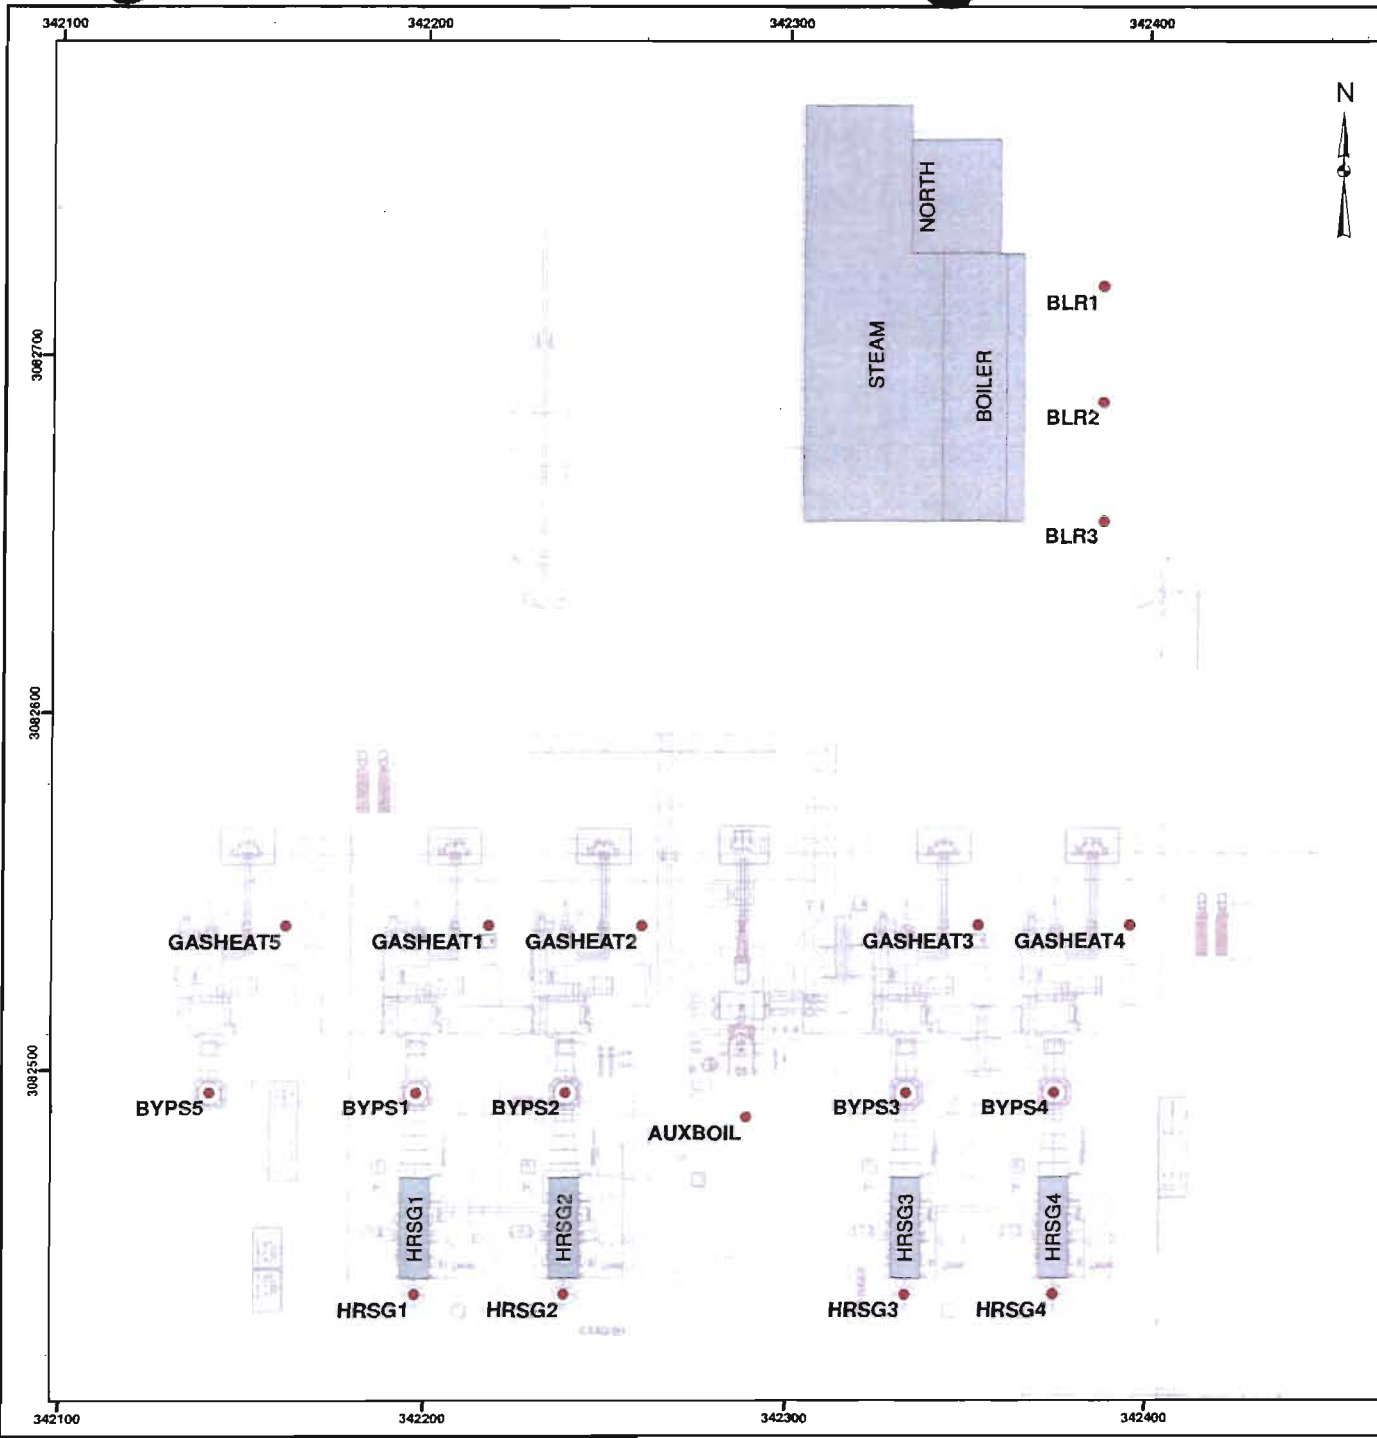 342100
342200
342300
342400
N
NORTH
BLR1
3082700
STEAM
BOILER
BLR2
BLR3
3082600
GASHEAT5
GASHEAT1
GASHEAT2
GASHEAT3
GASHEAT4
3082500
BYPS5
BYPS1
BYPS2
BYPS3
BYPS4
AUXBOIL
HRSG1
HRSG2
HRSG3
HRSG4
HRSG1
HRSG2
HRSG3
HRSG4
342100
342200
342300
342400